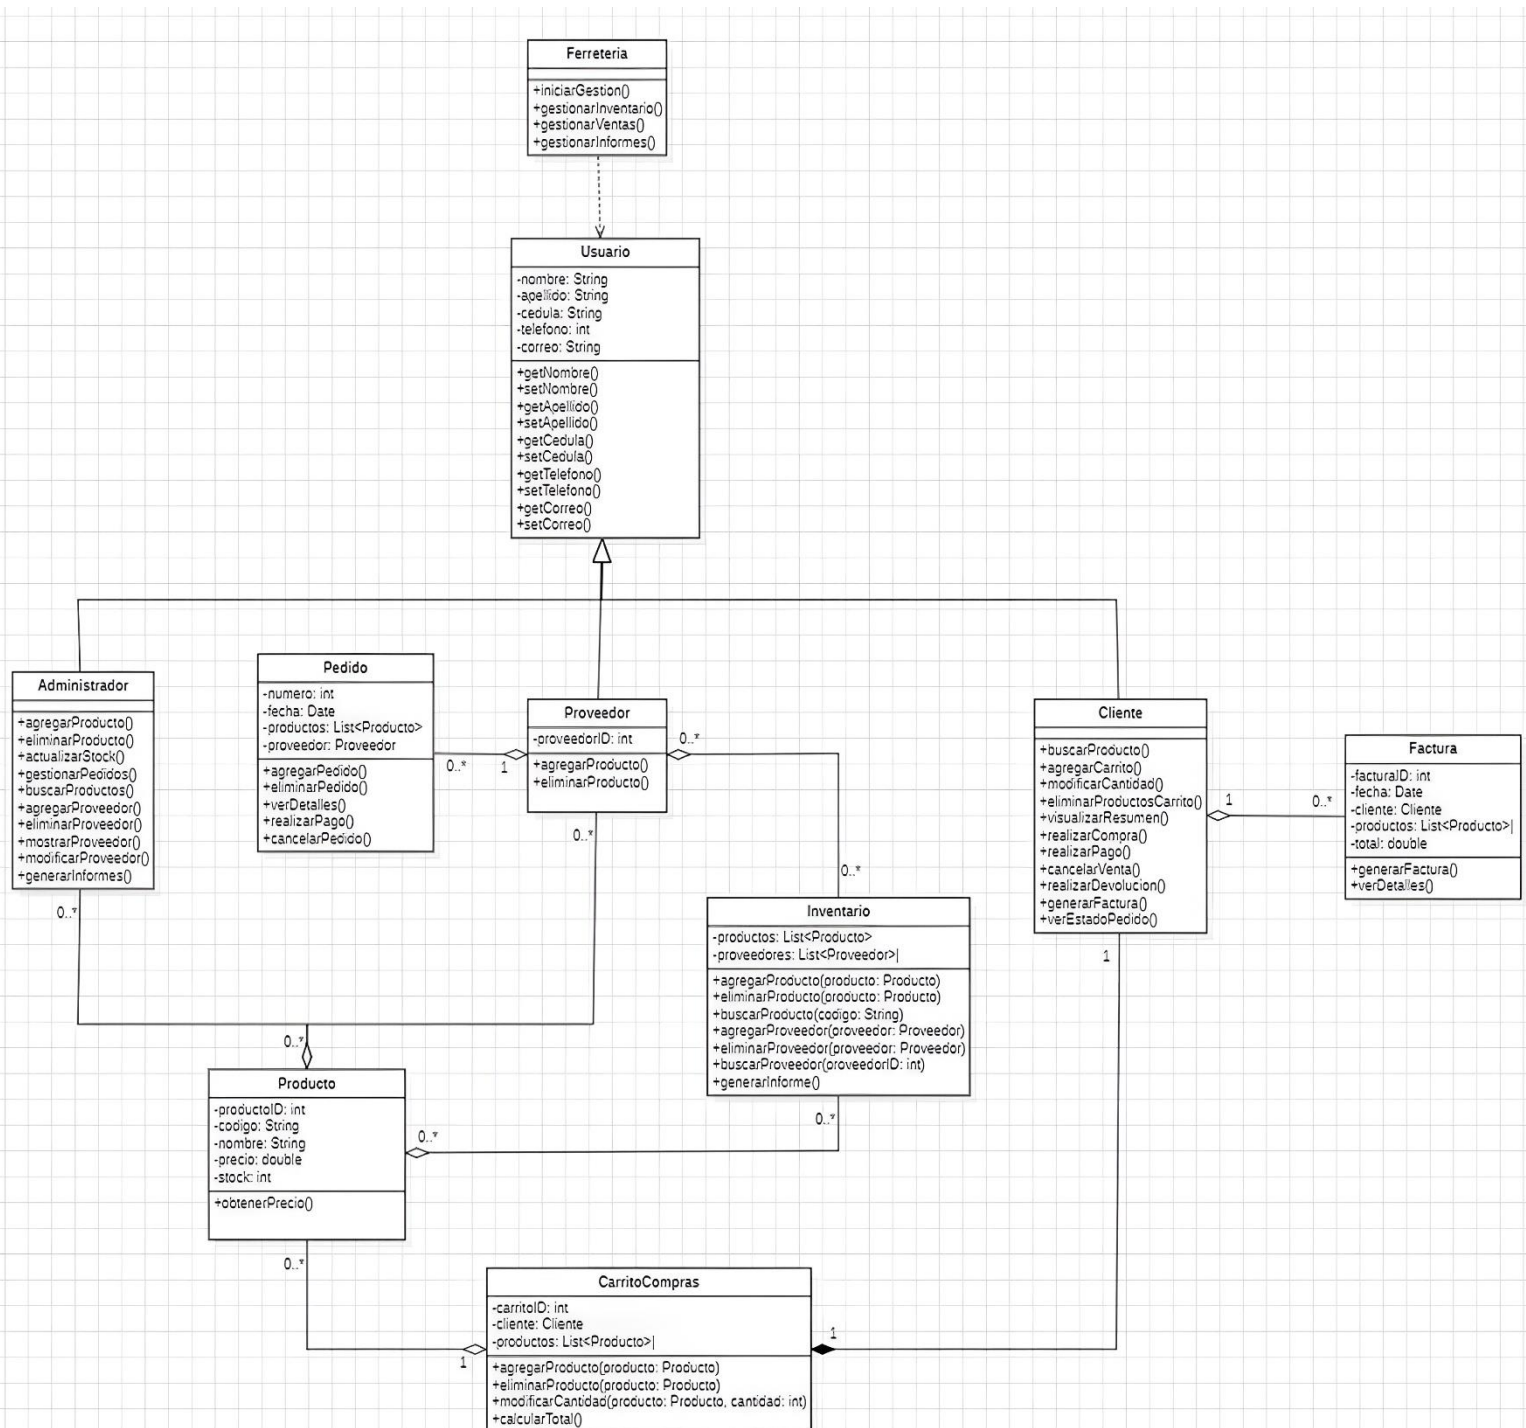 Ferreteria
+iniciarGestion()
+gestionarInventario()
+gestionarVentas()
+gestionarInformes()
Usuario
-nombre: String
-apellido: String
-cedula: String
-telefono: int
-correo: String
+getNombre()
+setNombre()
+getApellido()
+setApellido()
+getCedula()
+setCedula()
+getTelefono()
+setTelefono()
+getCorreo()
+setCorreo()
Administrador
+agregarProducto()
+eliminarProducto()
+actualizarStock()
+gestionarPedidos()
+buscarProductos()
+agregarProveedor()
+eliminarProveedor()
+mostrarProveedor()
+modificarProveedor()
+generarInformes()
0..*
Pedido
-numero: int
-fecha: Date
-productos: List<Producto>
-proveedor: Proveedor
+agregarPedido()
+eliminarPedido()
+verDetalles()
+realizarPago()
+cancelarPedido()
0..*
1
Proveedor
-proveedorID: int
+agregarProducto()
+eliminarProducto()
0..*
0..*
0..*
Cliente
+buscarProducto()
+agregarCarrito()
+modificarCantidad()
+eliminarProductosCarrito()
+visualizarResumen()
+realizarCompra()
+realizarPago()
+cancelarVenta()
+realizarDevolucion()
+generarFactura()
+verEstadoPedido()
1
1
0..*
Factura
-facturaID: int
-fecha: Date
-cliente: Cliente
-productos: List<Producto>|
-total: double
+generarFactura()
+verDetalles()
Inventario
-productos: List<Producto>
-proveedores: List<Proveedor>|
+agregarProducto(producto: Producto)
+eliminarProducto(producto: Producto)
+buscarProducto(codigo: String)
+agregarProveedor(proveedor: Proveedor)
+eliminarProveedor(proveedor: Proveedor)
+buscarProveedor(proveedorID: int)
+generarInforme()
0..*
0..*
Producto
-productoID: int
-codigo: String
-nombre: String
-precio: double
-stock: int
+obtenerPrecio()
0..*
0..*
1
CarritoCompras
-carritoID: int
-cliente: Cliente
-productos: List<Producto>|
+agregarProducto(producto: Producto)
+eliminarProducto(producto: Producto)
+modificarCantidad(producto: Producto, cantidad: int)
+calcularTotal()
1